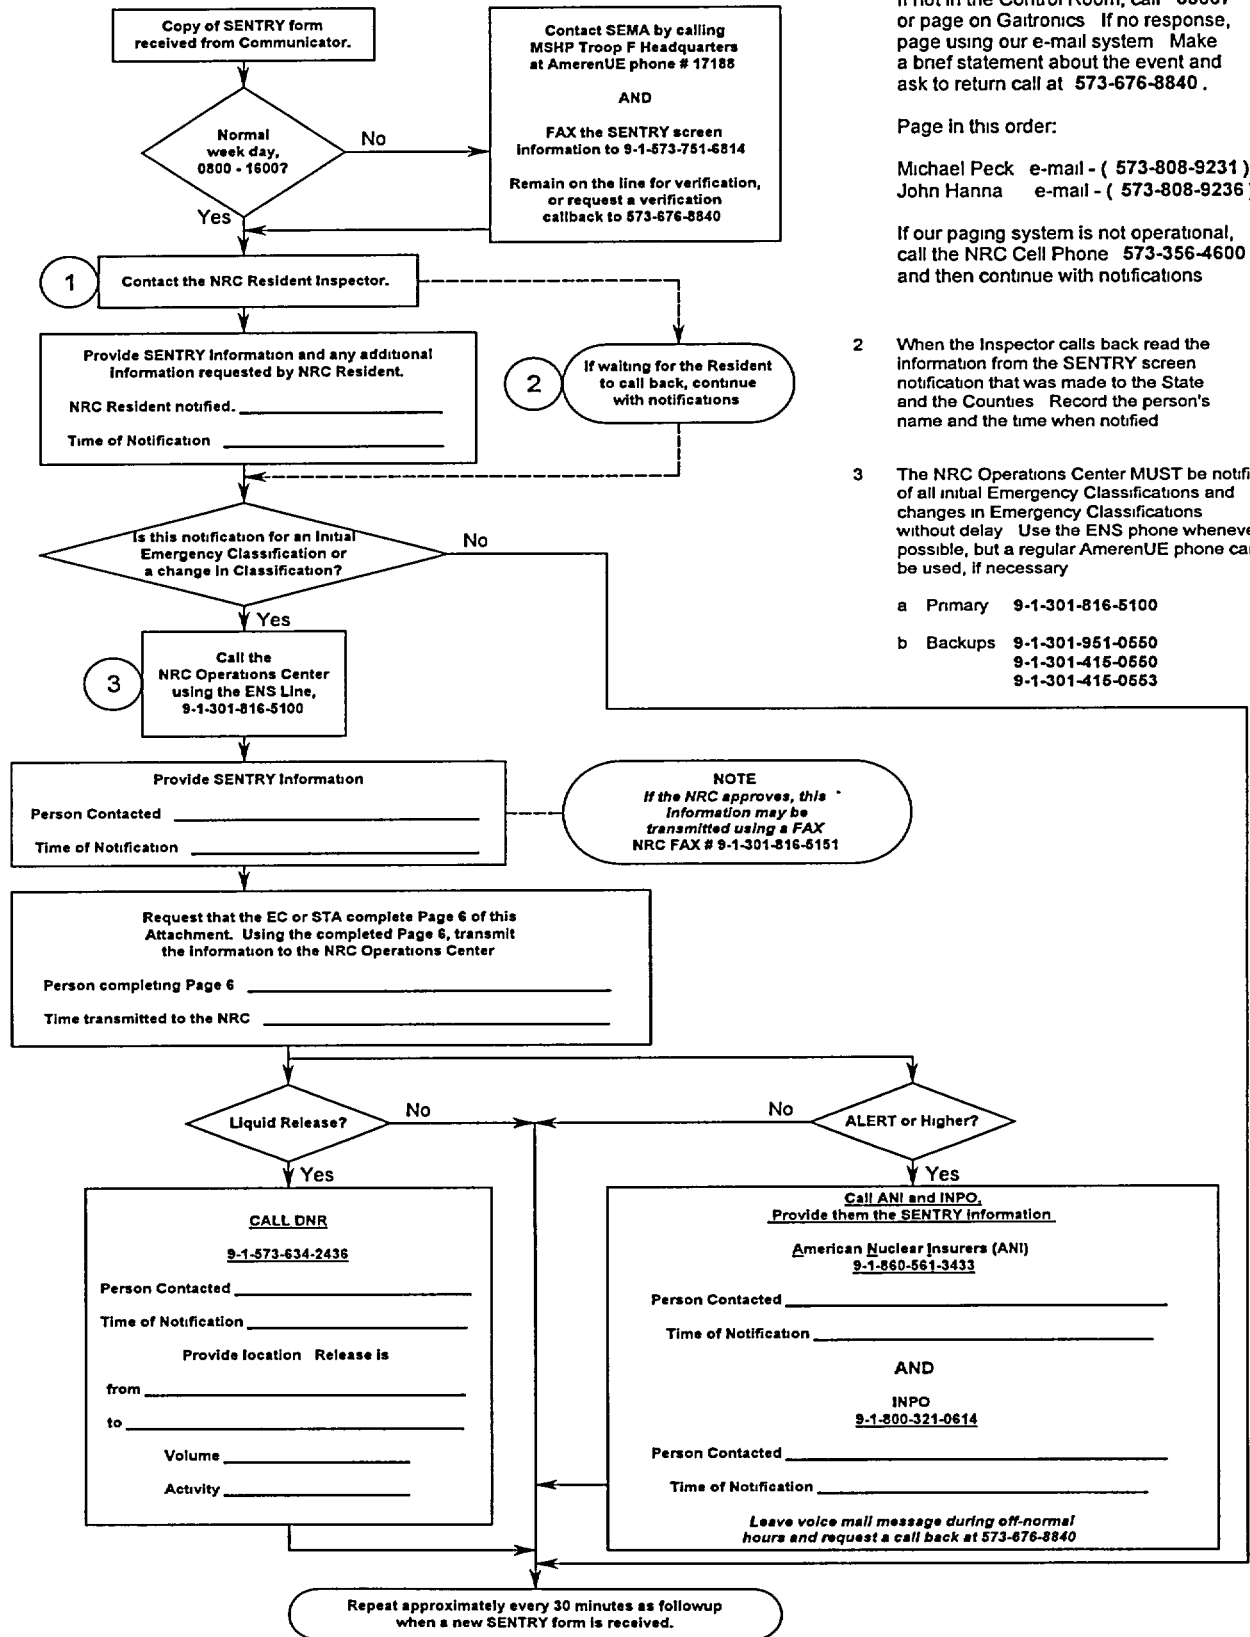 Copy of SENTRY form
received from Communicator.
Normal
week day,
0800 - 1600?
No
Yes
Contact SEMA by calling
MSHP Troop F Headquarters
at AmerenUE phone # 17188
AND
FAX the SENTRY screen
information to 9-1-573-751-6814
Remain on the line for verification,
or request a verification
callback to 573-676-8840
1
Contact the NRC Resident Inspector.
Provide SENTRY Information and any additional
information requested by NRC Resident.
NRC Resident notified.
Time of Notification
2
If waiting for the Resident
to call back, continue
with notifications
Is this notification for an Initial
Emergency Classification or
a change in Classification?
No
Yes
3
Call the
NRC Operations Center
using the ENS Line,
9-1-301-816-5100
Provide SENTRY Information
Person Contacted
Time of Notification
NOTE
If the NRC approves, this
information may be
transmitted using a FAX
NRC FAX # 9-1-301-816-5151
Request that the EC or STA complete Page 6 of this
Attachment. Using the completed Page 6, transmit
the information to the NRC Operations Center
Person completing Page 6
Time transmitted to the NRC
Liquid Release?
No
Yes
No
ALERT or Higher?
Yes
CALL DNR
9-1-573-634-2436
Person Contacted
Time of Notification
Provide location Release is
from
to
Volume
Activity
Call ANI and INPO.
Provide them the SENTRY information
American Nuclear Insurers (ANI)
9-1-860-561-3433
Person Contacted
Time of Notification
AND
INPO
9-1-800-321-0614
Person Contacted
Time of Notification
Leave voice mail message during off-normal
hours and request a call back at 573-676-8840
Repeat approximately every 30 minutes as followup
when a new SENTRY form is received.
If not in the Control Room, call
or page on Gaitronics If no response,
page using our e-mail system Make
a brief statement about the event and
ask to return call at 573-676-8840 .
Page in this order:
Michael Peck e-mail - ( 573-808-9231 )
John Hanna e-mail - ( 573-808-9236 )
If our paging system is not operational,
call the NRC Cell Phone 573-356-4600
and then continue with notifications
2 When the Inspector calls back read the
information from the SENTRY screen
notification that was made to the State
and the Counties Record the person's
name and the time when notified
3 The NRC Operations Center MUST be notifi
of all initial Emergency Classifications and
changes in Emergency Classifications
without delay Use the ENS phone wheneve
possible, but a regular AmerenUE phone ca
be used, if necessary
a Primary 9-1-301-816-5100
b Backups 9-1-301-951-0550
9-1-301-415-0550
9-1-301-415-0553